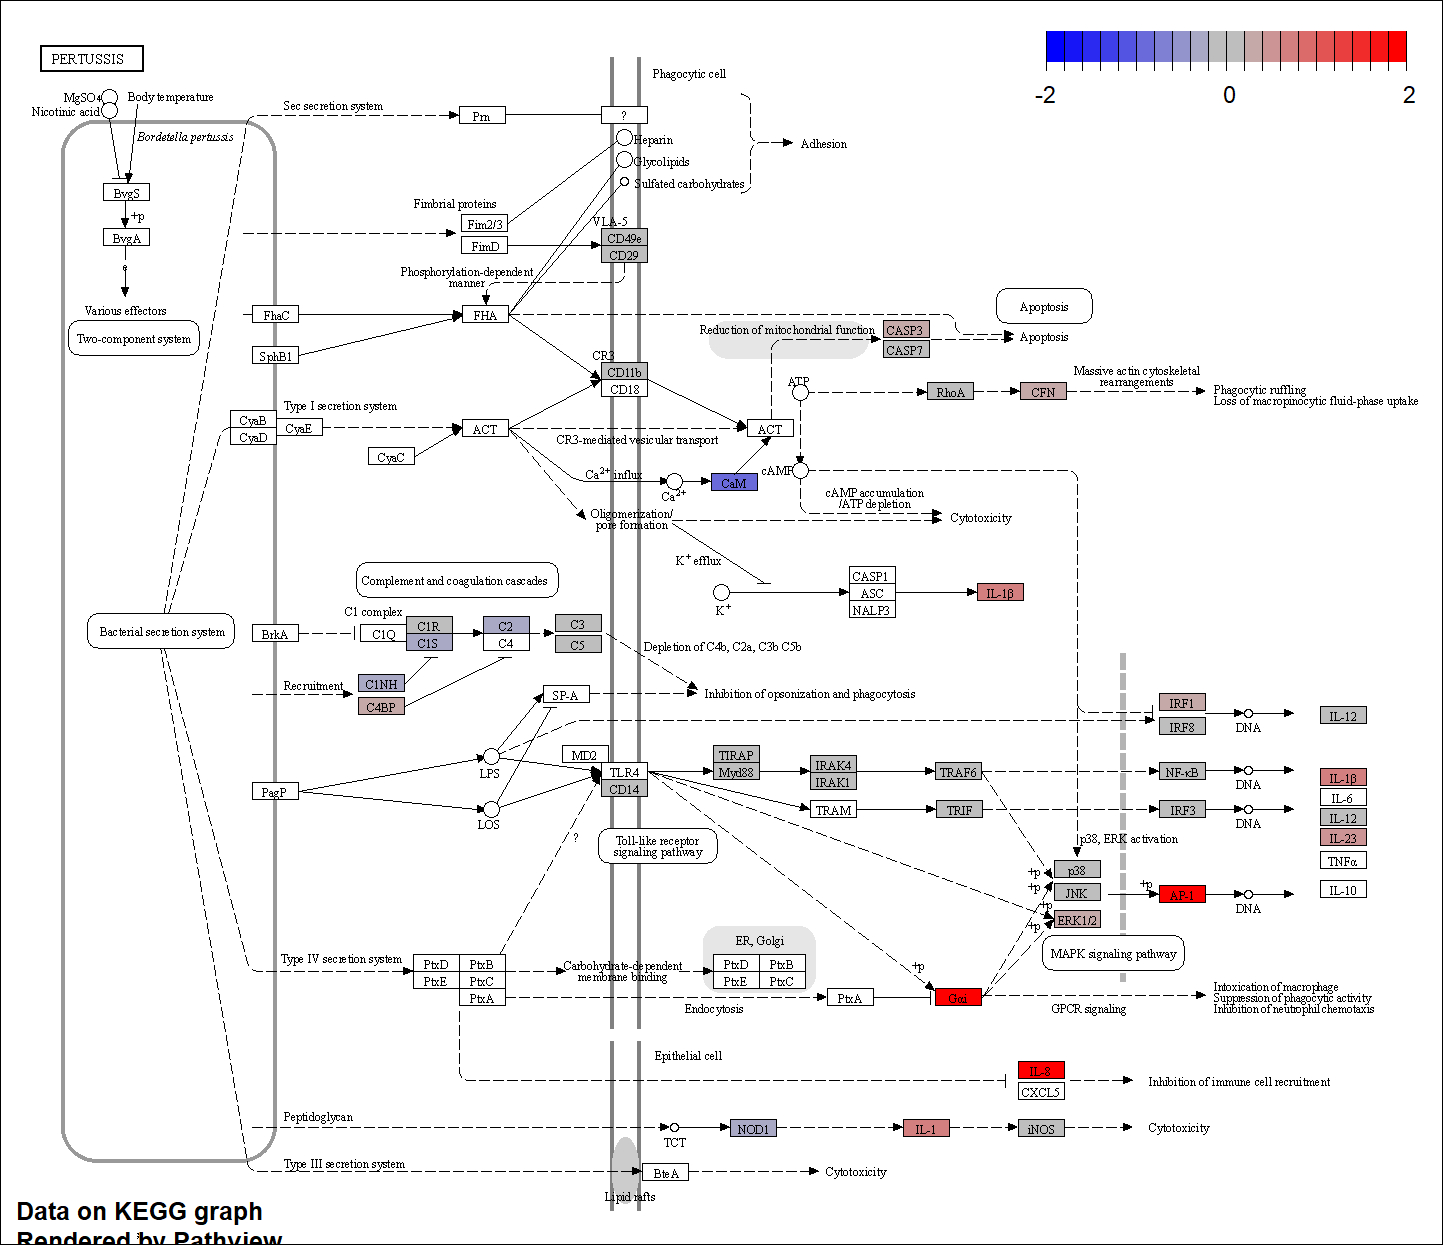 PERTUSSIS
-2
0
2
Phagocytic cell
MgSO4
Body temperature
Nicotinic acid
Sec secretion system
Prn
?
Bordetella pertussis
Heparin
Adhesion
Glycolipids
Sulfated carbohydrates
BvgS
Fimbrial proteins
+p
Fim2/3
VLA-5
BvgA
FimD
CD49e
CD29
e
Phosphorylation-dependent
manner
Various effectors
FhaC
FHA
Apoptosis
Two-component system
Reduction of mitochondrial function
CASP3
Apoptosis
CASP7
SphB1
CR3
CD11b
CD18
ATP
RhoA
CFN
Massive actin cytoskeletal
rearrangements
Phagocytic ruffling
Loss of macropinocytic fluid-phase uptake
Type I secretion system
CyaB
CyaD
CyaE
ACT
ACT
CR3-mediated vesicular transport
CyaC
Ca2+ influx
Ca2+
CaM
cAMP
cAMP accumulation
/ATP depletion
Oligomerization/
pore formation
Cytotoxicity
K+ efflux
Complement and coagulation cascades
K+
CASP1
ASC
NALP3
IL-1β
C1 complex
Bacterial secretion system
BrkA
C1Q
C1R
C1S
C2
C4
C3
C5
Depletion of C4b, C2a, C3b C5b
Recruitment
C1NH
C4BP
SP-A
Inhibition of opsonization and phagocytosis
IRF1
IRF8
DNA
IL-12
LPS
MD2
TLR4
CD14
TIRAP
Myd88
IRAK4
IRAK1
TRAF6
NF-κB
DNA
IL-1β
IL-6
PagP
LOS
TRAM
TRIF
IRF3
DNA
IL-12
IL-23
?
Toll-like receptor
signaling pathway
p38, ERK activation
TNFα
+p
p38
+p
JNK
+p
AP-1
DNA
IL-10
+p
ERK1/2
+p
MAPK signaling pathway
ER, Golgi
Type IV secretion system
PtxD
PtxB
PtxE
PtxC
PtxA
Carbohydrate-dependent
membrane binding
PtxD
PtxB
PtxE
PtxC
+p
Endocytosis
PtxA
Gαi
GPCR signaling
Intoxication of macrophage
Suppression of phagocytic activity
Inhibition of neutrophil chemotaxis
Epithelial cell
IL-8
CXCL5
Inhibition of immune cell recruitment
Peptidoglycan
TCT
NOD1
IL-1
iNOS
Cytotoxicity
Type III secretion system
BteA
Cytotoxicity
Lipid rafts
Data on KEGG graph
Rendered by Pathview